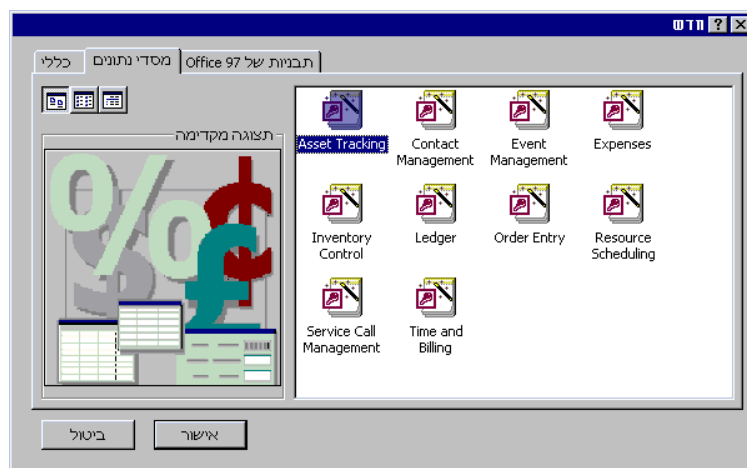 חדש
כללי
מסדי נתונים
תבניות של Office 97
תצוגה מקדימה
Asset Tracking
Contact
Management
Event
Management
Expenses
Inventory
Control
Ledger
Order Entry
Resource
Scheduling
Service Call
Management
Time and
Billing
אישור
ביטול